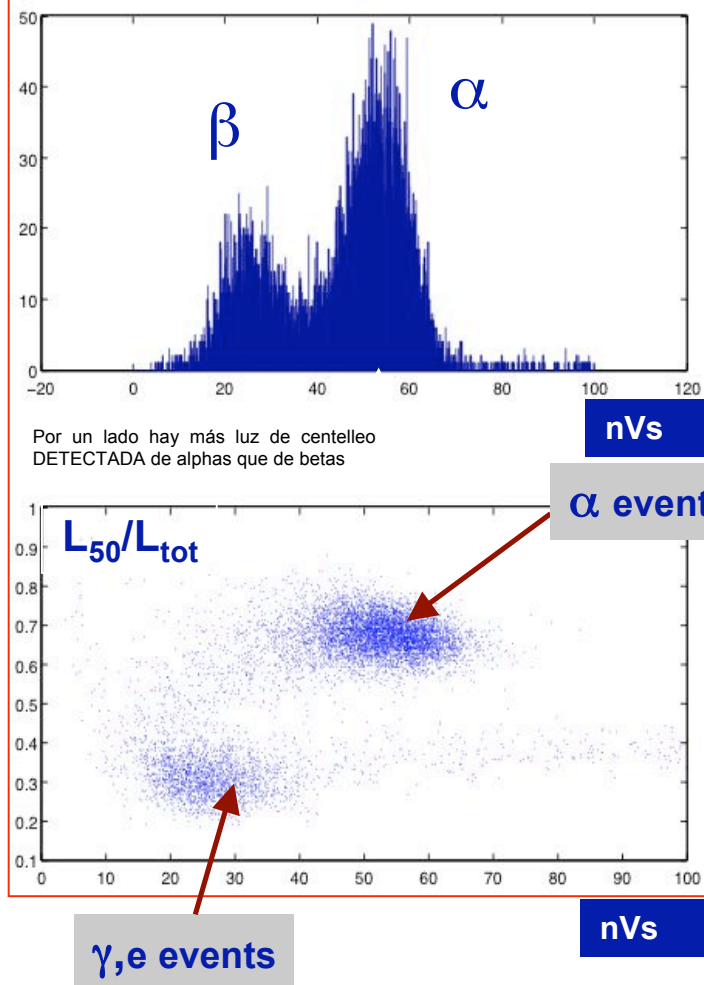 50
40
30
20
10
0
β
α
-20 0 20 40 60 80 100 120
nVs
Por un lado hay más luz de centelleo
DETECTADA de alphas que de betas
α event
L50/Ltot
1
0.9
0.8
0.7
0.6
0.5
0.4
0.3
0.2
0.1
0 10 20 30 40 50 60 70 80 90 100
nVs
γ,e events